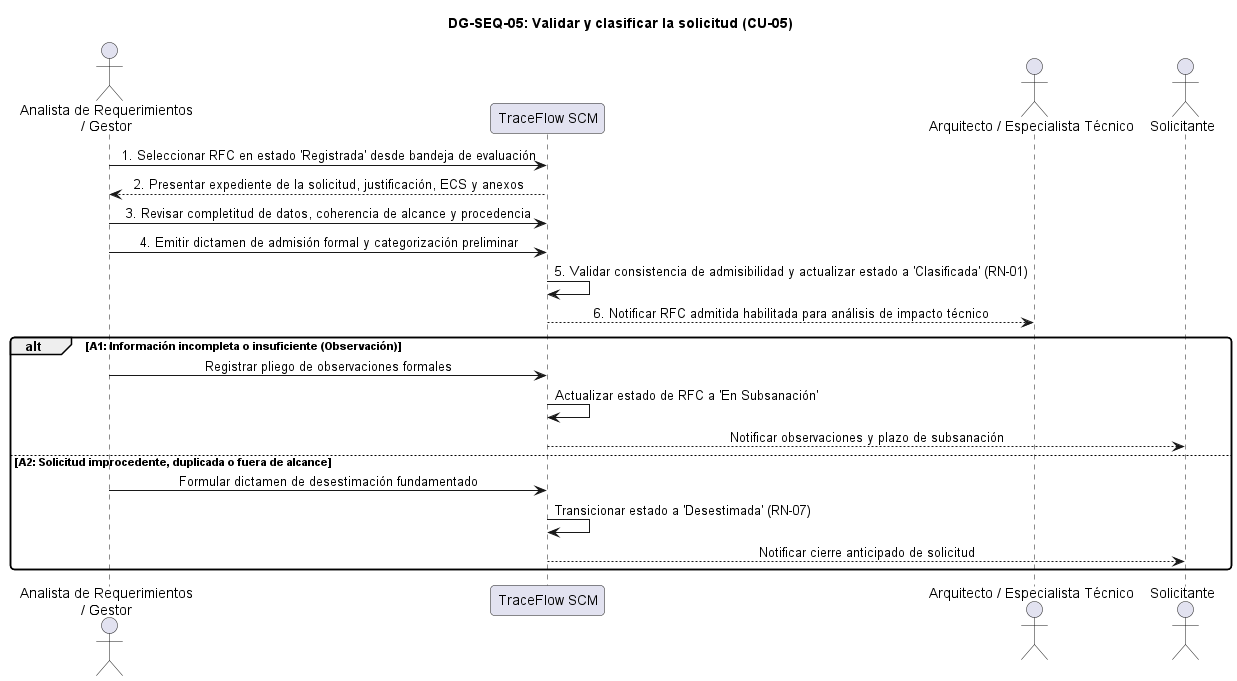 DG-SEQ-05: Validar y clasificar la solicitud (CU-05)
Analista de Requerimientos
/ Gestor
TraceFlow SCM
Arquitecto / Especialista Técnico
Solicitante
1. Seleccionar RFC en estado 'Registrada' desde bandeja de evaluación
2. Presentar expediente de la solicitud, justificación, ECS y anexos
3. Revisar completitud de datos, coherencia de alcance y procedencia
4. Emitir dictamen de admisión formal y categorización preliminar
5. Validar consistencia de admisibilidad y actualizar estado a 'Clasificada' (RN-01)
6. Notificar RFC admitida habilitada para análisis de impacto técnico
alt
[A1: Información incompleta o insuficiente (Observación)]
Registrar pliego de observaciones formales
Actualizar estado de RFC a 'En Subsanación'
Notificar observaciones y plazo de subsanación
[A2: Solicitud improcedente, duplicada o fuera de alcance]
Formular dictamen de desestimación fundamentado
Transicionar estado a 'Desestimada' (RN-07)
Notificar cierre anticipado de solicitud
Analista de Requerimientos
/ Gestor
TraceFlow SCM
Arquitecto / Especialista Técnico
Solicitante